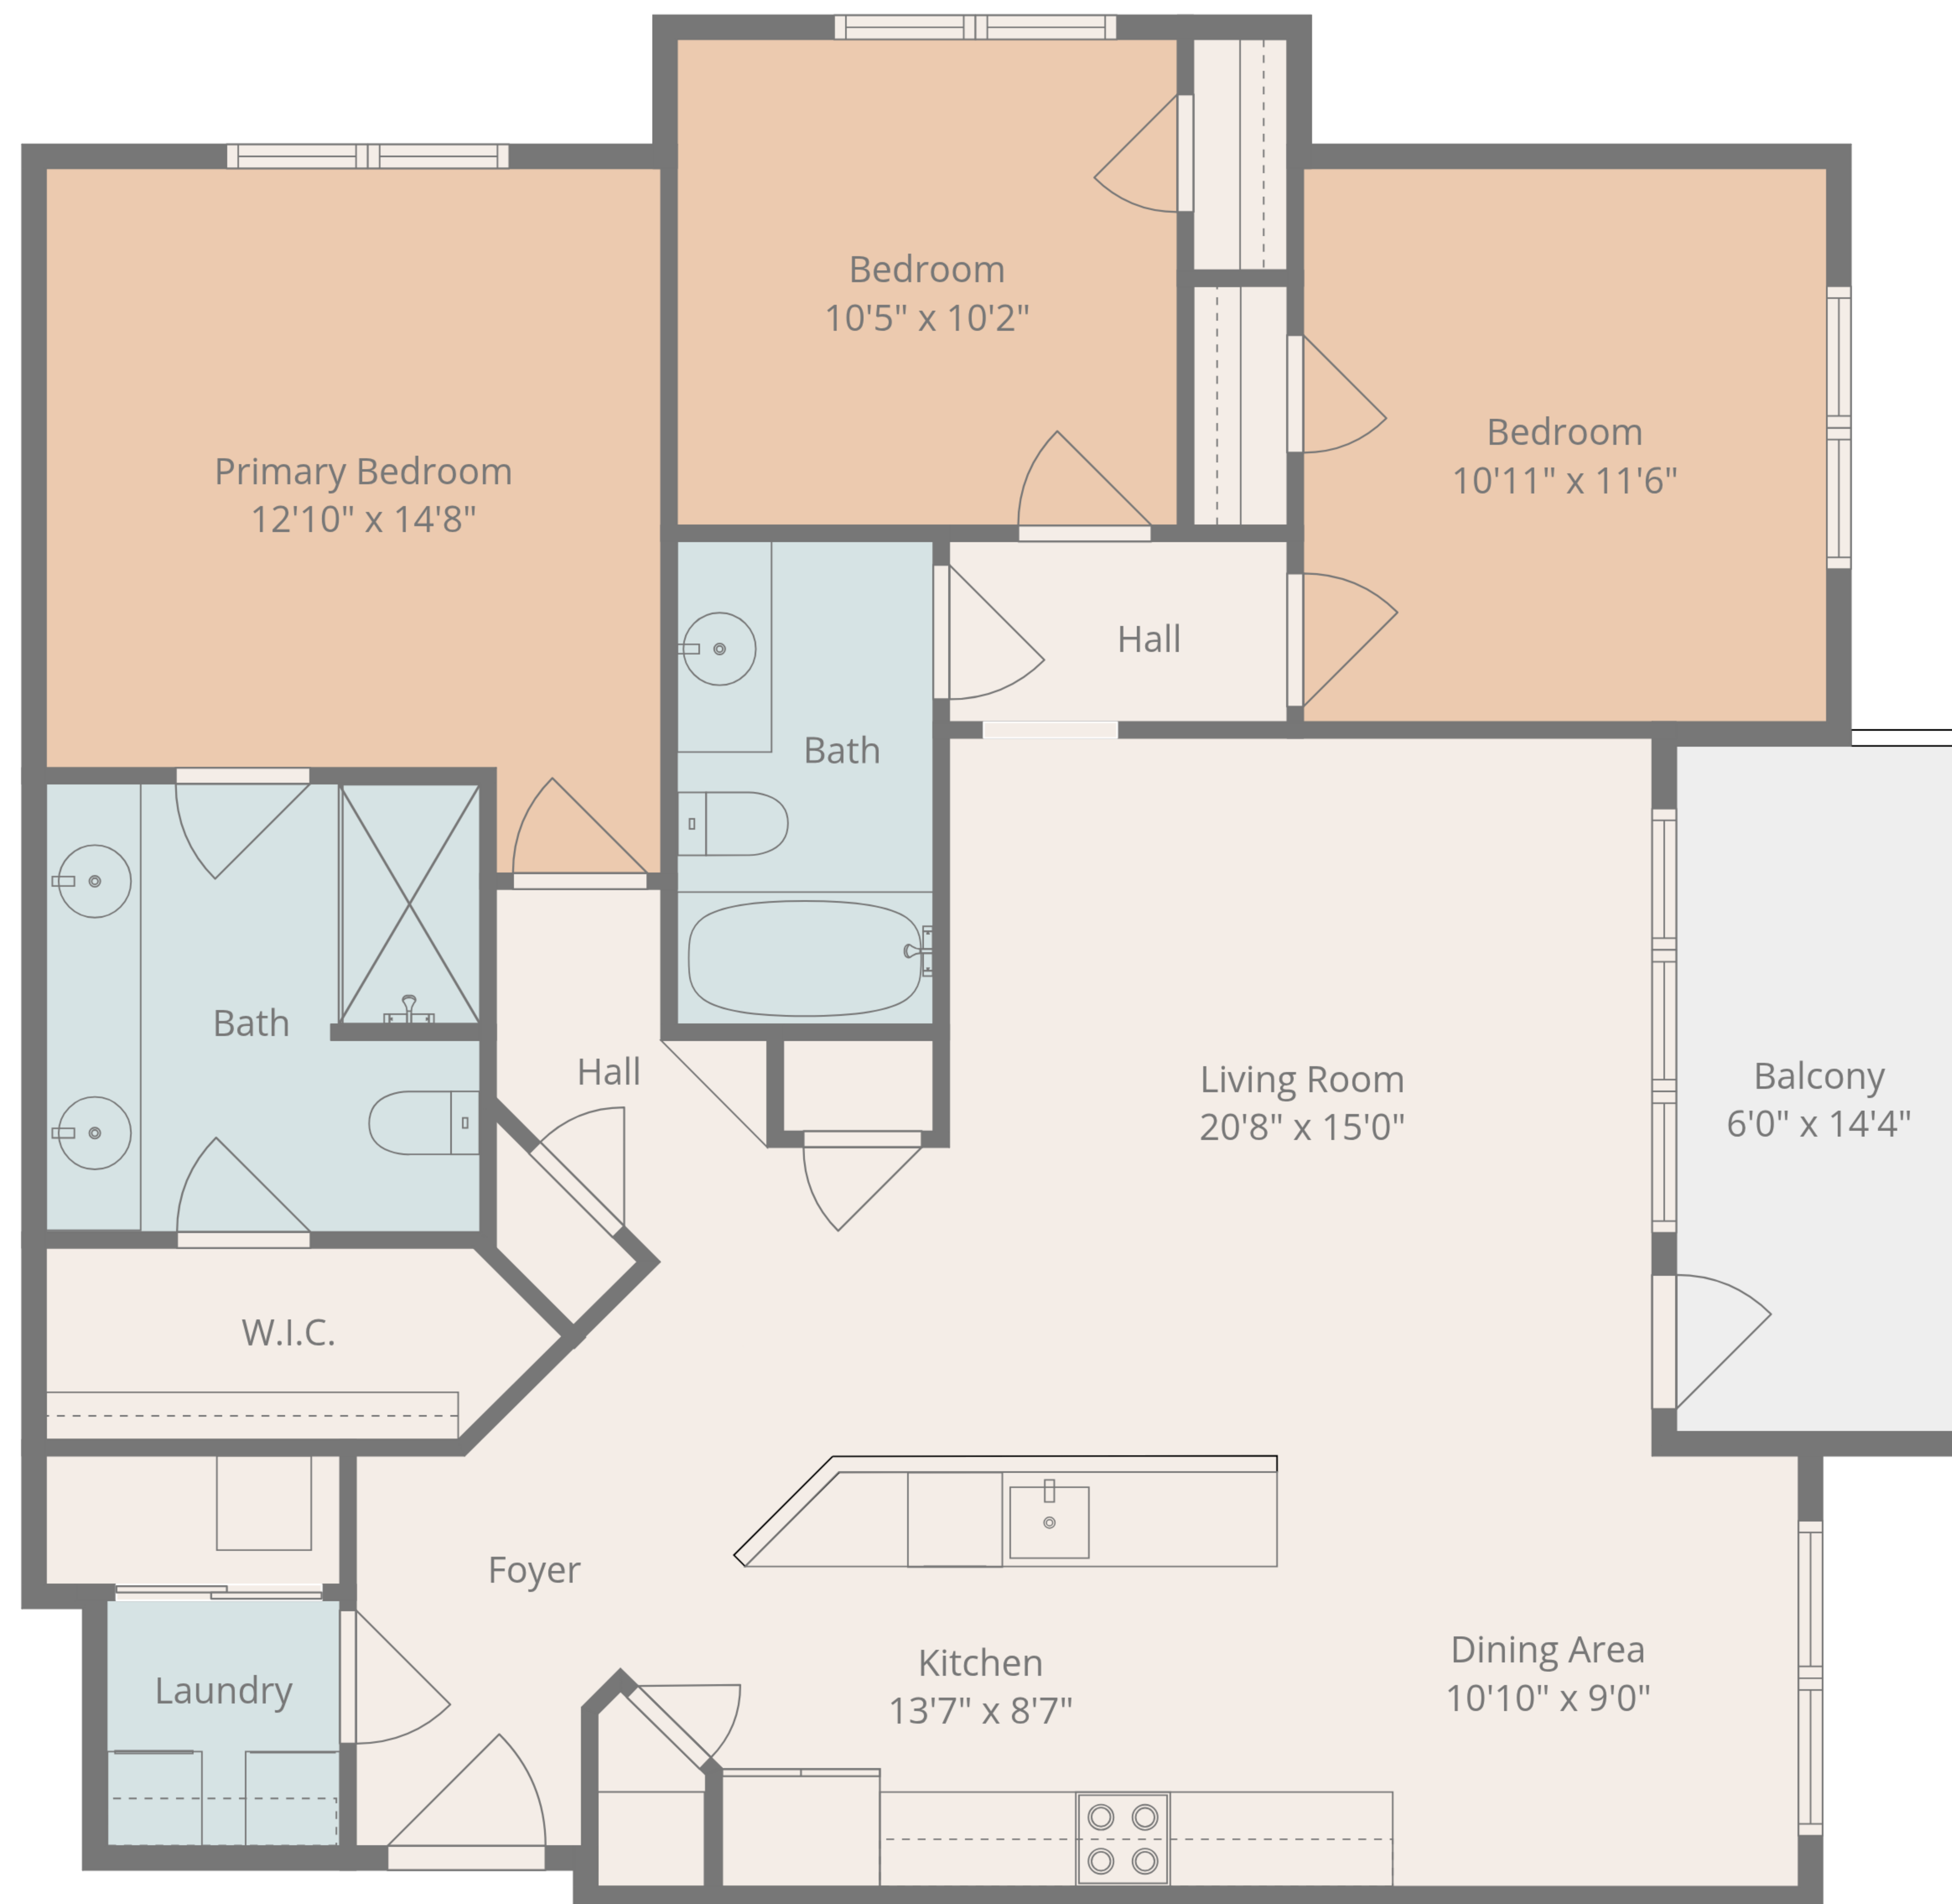 Bedroom
10'5" x 10'2"
Bedroom
10'11" x 11'6"
Primary Bedroom
12'10" x 14'8"
Hall
Bath
Bath
Hall
Living Room
20'8" x 15'0"
Balcony
6'0" x 14'4"
W.I.C.
Foyer
Kitchen
13'7" x 8'7"
Dining Area
10'10" x 9'0"
Laundry